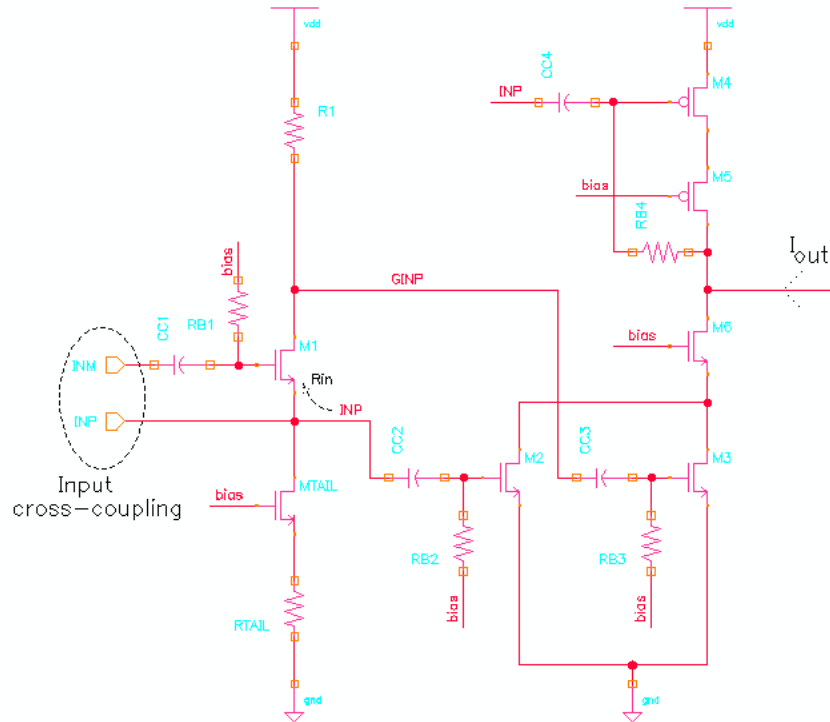 vdd
vdd
CC4
INP
M4
R1
bias
M5
RB4
I
out
bias
GINP
CC1
RB1
M6
bias
INM
M1
Rin
INP
INP
CC2
CC3
M2
M3
Input
cross-coupling
bias
MTAIL
RB2
RB3
bias
bias
RTAIL
gnd
gnd